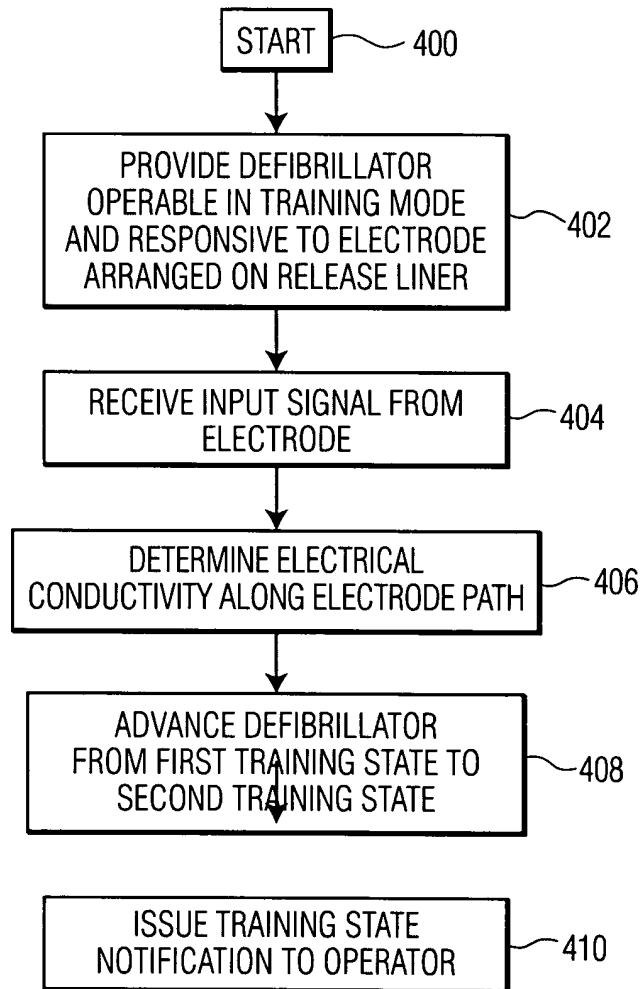 START
400
PROVIDE DEFIBRILLATOR
OPERABLE IN TRAINING MODE
AND RESPONSIVE TO ELECTRODE
ARRANGED ON RELEASE LINER
402
RECEIVE INPUT SIGNAL FROM
ELECTRODE
404
DETERMINE ELECTRICAL
CONDUCTIVITY ALONG ELECTRODE PATH
406
ADVANCE DEFIBRILLATOR
FROM FIRST TRAINING STATE TO
SECOND TRAINING STATE
408
ISSUE TRAINING STATE
NOTIFICATION TO OPERATOR
410